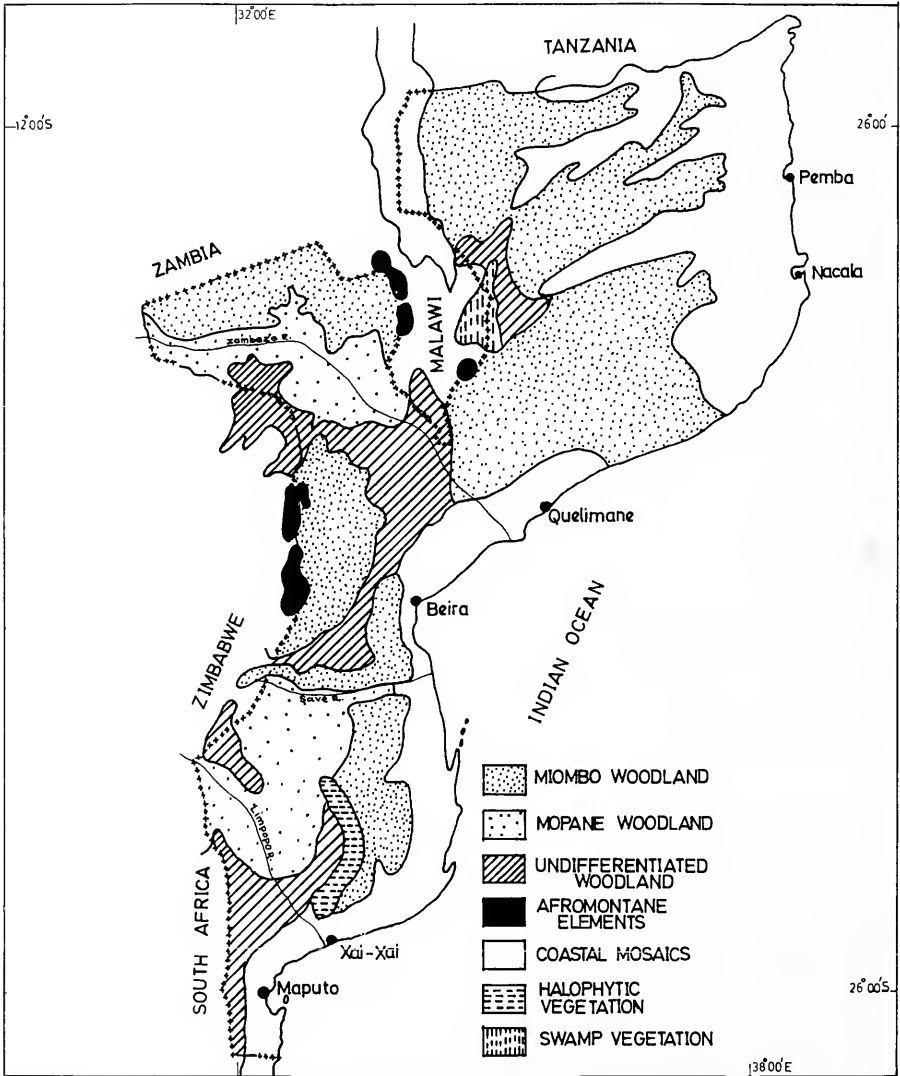 32°00'E
TANZANIA
12°00'S
26°00'
Pemba
ZAMBIA
Nacala
MALAWI
Zambeze R.
Quelimane
Beira
ZIMBABWE
INDIAN OCEAN
Save R.
MIOMBO WOODLAND
MOPANE WOODLAND
Limpopo R.
UNDIFFERENTIATED
WOODLAND
SOUTH AFRICA
AFROMONTANE
ELEMENTS
Xai-Xai
COASTAL MOSAICS
Maputo
HALOPHYTIC
VEGETATION
26°00'S
SWAMP VEGETATION
38°00'E